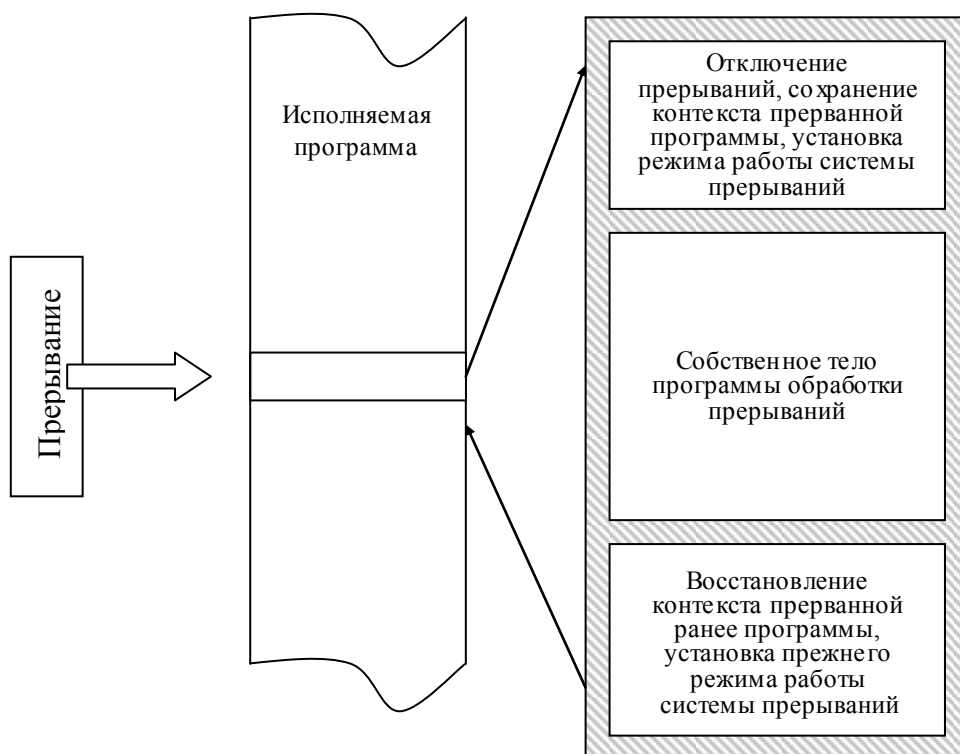 Исполняемая
программа
Прерывание
Отключение
прерываний, сохранение
контекста прерванной
программы, установка
режима работы системы
прерываний
Собственное тело
программы обработки
прерываний
Восстановление
контекста прерванной
ранее программы,
установка прежнего
режима работы
системы прерываний